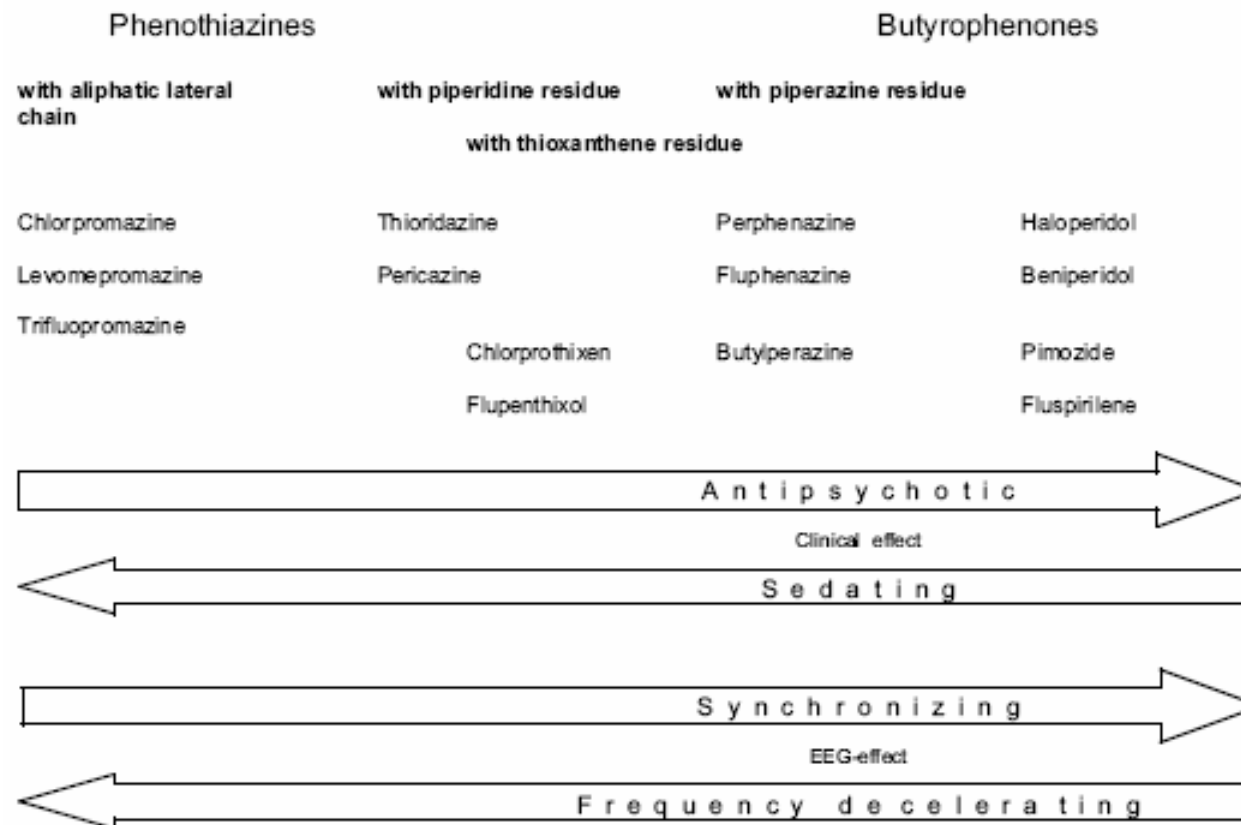 Phenothiazines Butyrophenones
with aliphatic lateral chain with piperidine residue with piperazine residue
with thioxanthene residue
Chlorpromazine Thioridazine Perphenazine Haloperidol
Levomepromazine Pericazine Fluphenazine Beniperidol
Trifluopromazine
Chlorprothixen Butylperazine Pimozide
Flupenthixol Fluspirilene
Antipsychotic
Clinical effect
Sedating
Synchronizing
EEG-effect
Frequency decelerating